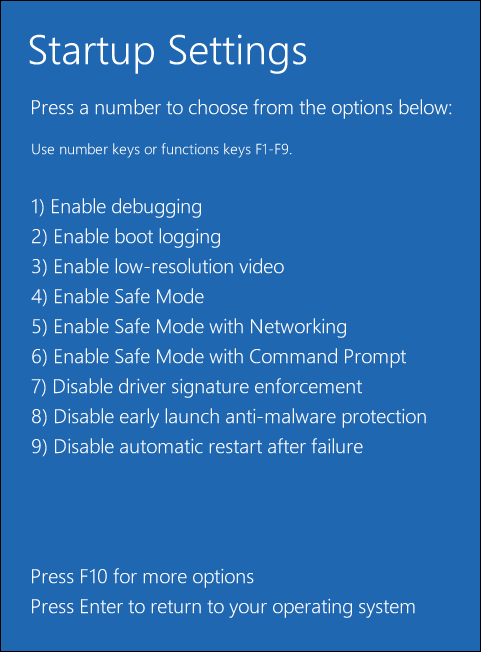 Startup Settings
Press a number to choose from the options below:
Use number keys or functions keys F1-F9.
1) Enable debugging
2) Enable boot logging
3) Enable low-resolution video
4) Enable Safe Mode
5) Enable Safe Mode with Networking
6) Enable Safe Mode with Command Prompt
7) Disable driver signature enforcement
8) Disable early launch anti-malware protection
9) Disable automatic restart after failure
Press F10 for more options
Press Enter to return to your operating system